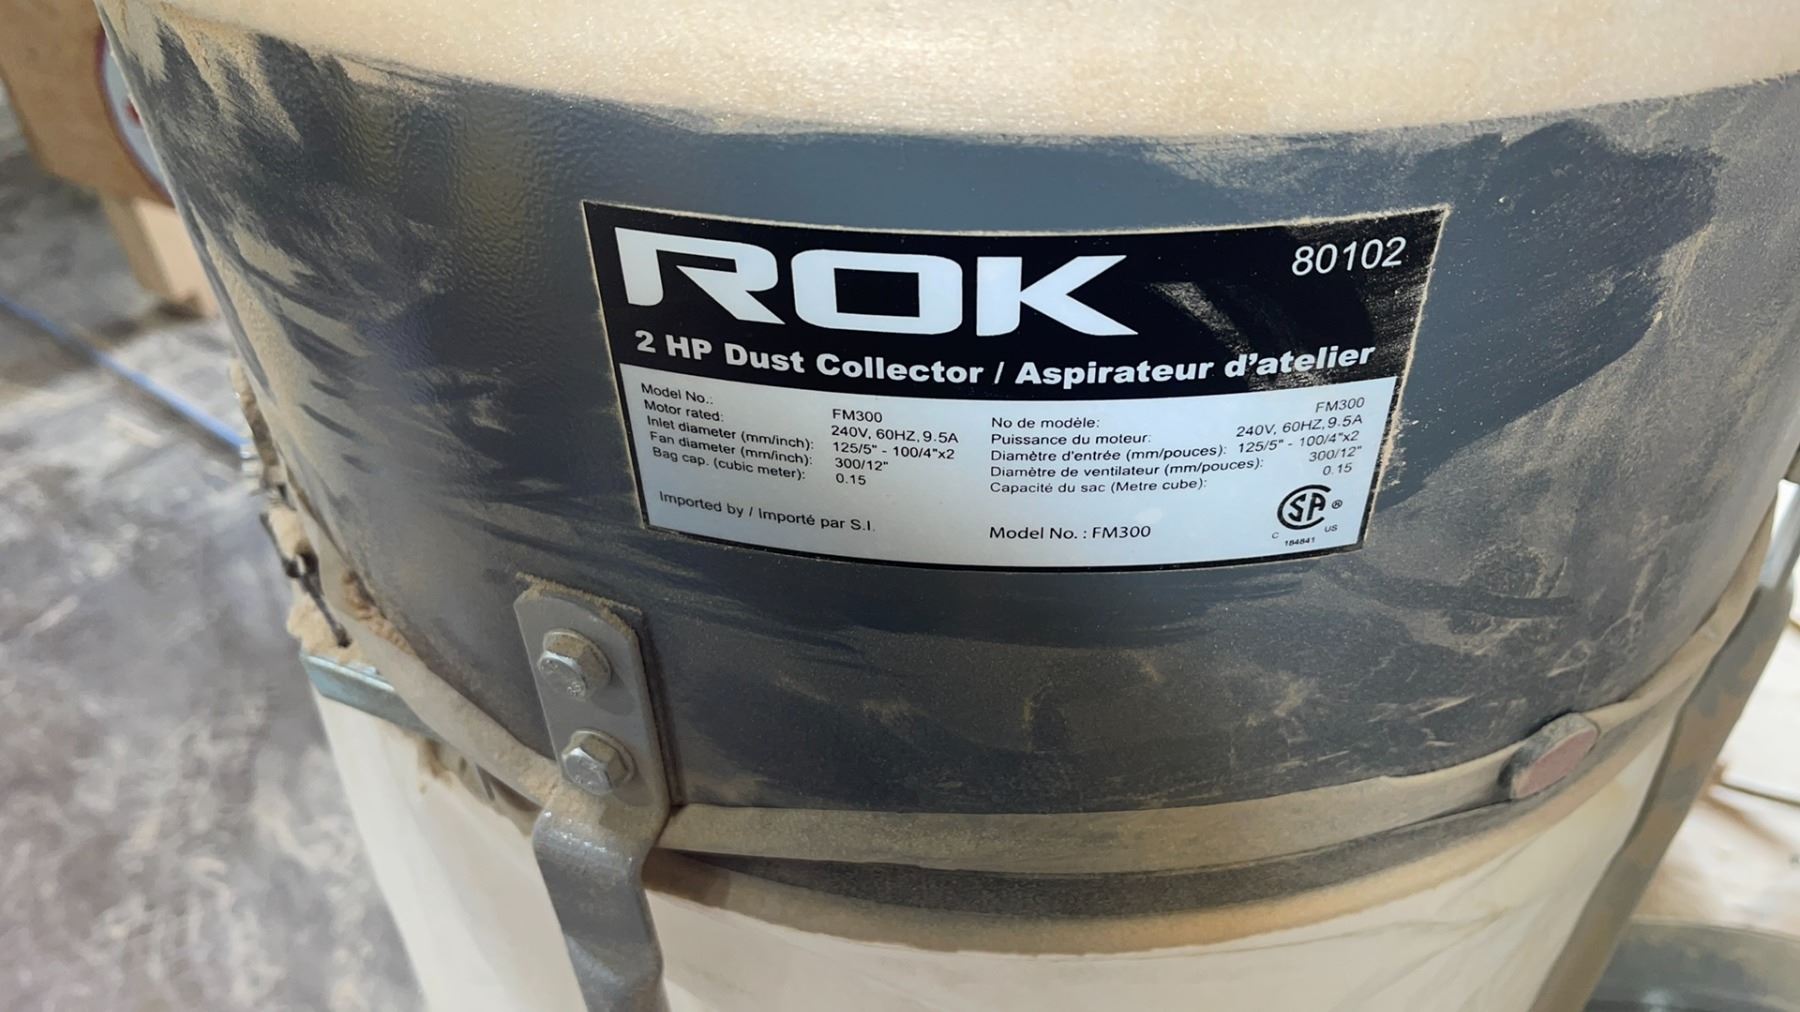 ROK
80102
2 HP Dust Collector / Aspirateur d'atelier
Model No.: FM300
Motor rated: 240V, 60HZ, 9.5A
Inlet diameter (mm/inch): 125/5" - 100/4"x2
Fan diameter (mm/inch): 300/12"
Bag cap. (cubic meter): 0.15
No de modèle: FM300
Puissance du moteur: 240V, 60HZ, 9.5A
Diamètre d'entrée (mm/pouces): 125/5" - 100/4"x2
Diamètre de ventilateur (mm/pouces): 300/12"
Capacité du sac (Metre cube): 0.15
Imported by / Importé par S.I.
Model No. : FM300
SA ®
C US
184841